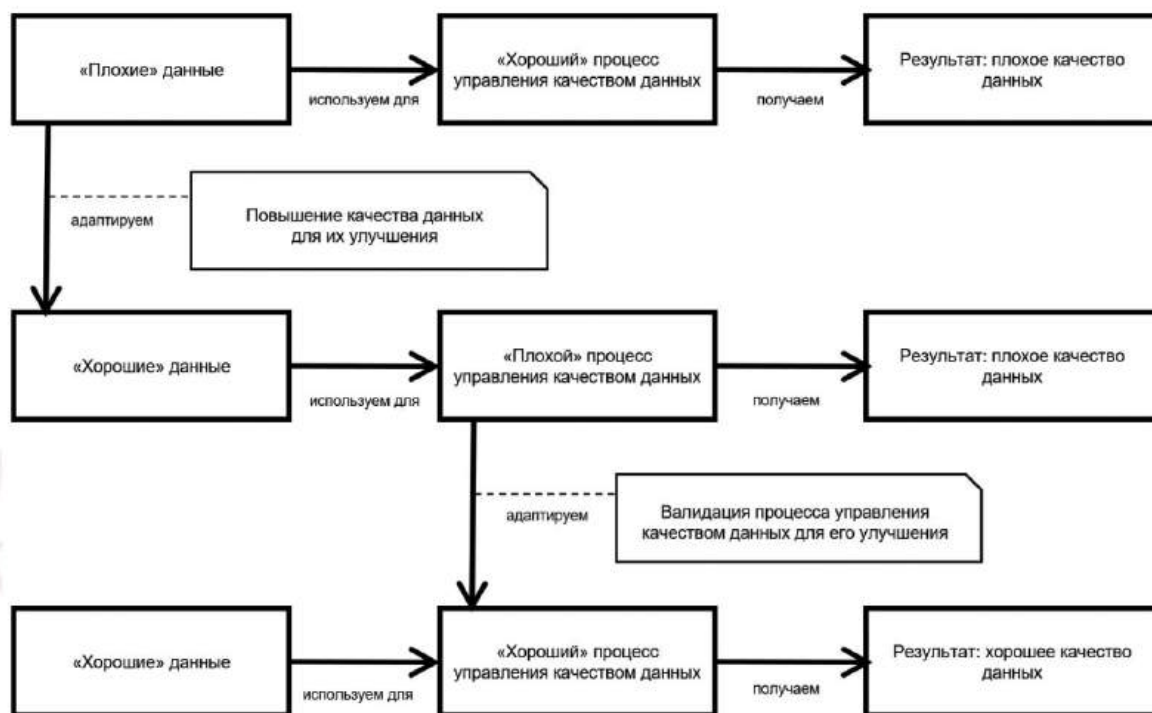 «Плохие» данные
используем для
«Хороший» процесс
управления качеством данных
получаем
Результат: плохое качество
данных
адаптируем
Повышение качества данных
для их улучшения
«Хорошие» данные
используем для
«Плохой» процесс
управления качеством данных
получаем
Результат: плохое качество
данных
адаптируем
Валидация процесса управления
качеством данных для его улучшения
«Хорошие» данные
используем для
«Хороший» процесс
управления качеством данных
получаем
Результат: хорошее качество
данных